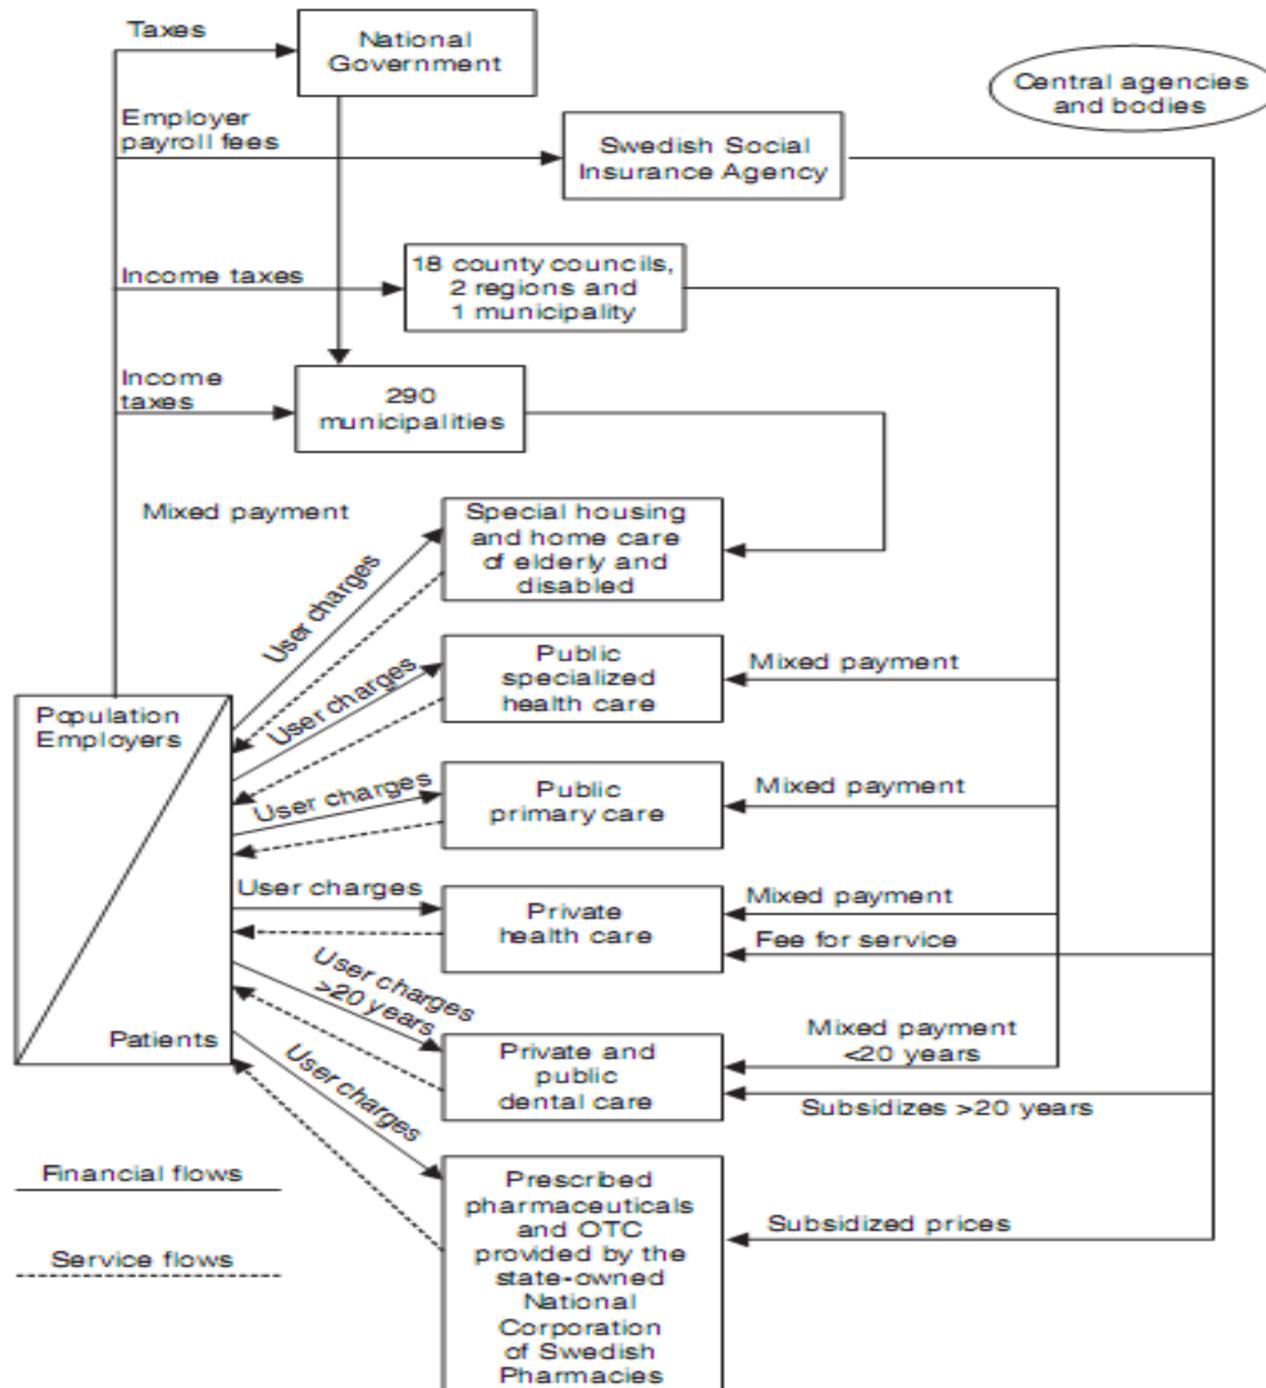 Taxes
National
Government
Central agencies
and bodies
Employer
payroll fees
Swedish Social
Insurance Agency
Income taxes
18 county councils,
2 regions and
1 municipality
Income
taxes
290
municipalities
Mixed payment
Special housing
and home care
of elderly and
disabled
User charges
Public
specialized
health care
Mixed payment
User charges
Population
Employers
Public
primary care
Mixed payment
User charges
User charges
Private
health care
Mixed payment
Fee for service
User charges
>20 years
Mixed payment
<20 years
Patients
Private and
public
dental care
Subsidizes >20 years
User charges
Financial flows
Service flows
Prescribed
pharmaceuticals
and OTC
provided by the
state-owned
National
Corporation
of Swedish
Pharmacies
Subsidized prices